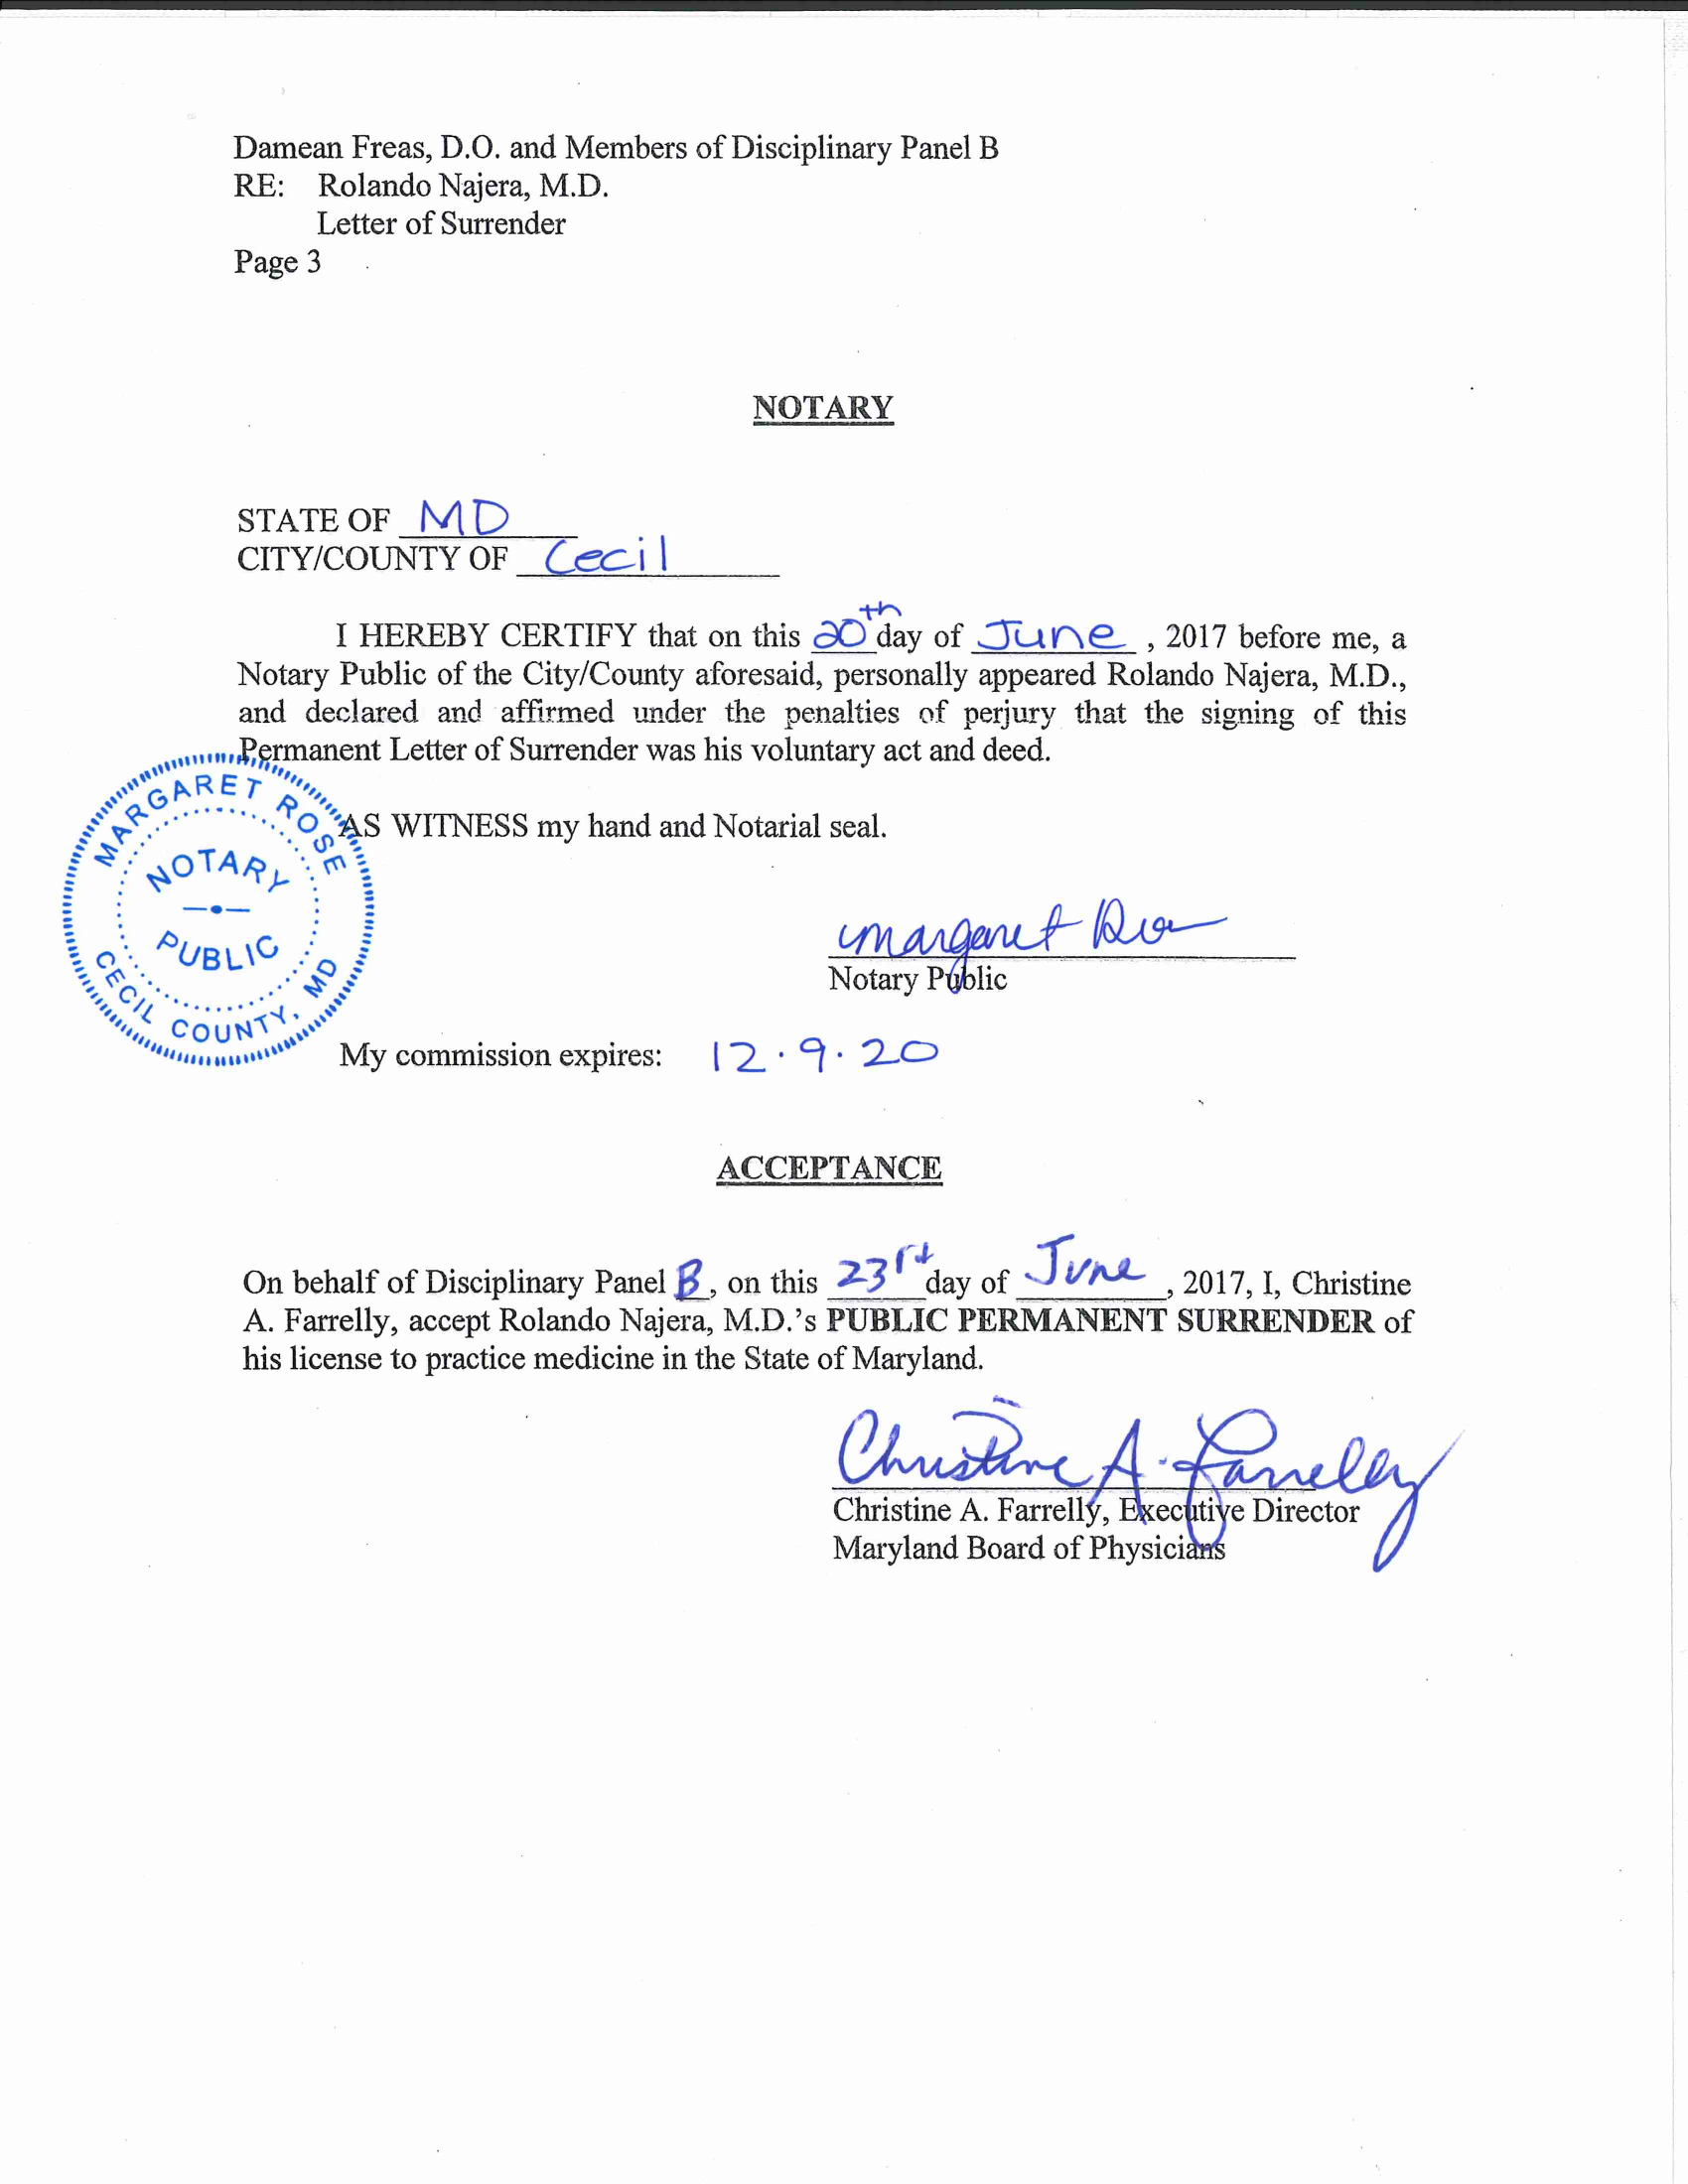 Damean Freas, D.O. and Members of Disciplinary Panel B
RE: Rolando Najera, M.D.
Letter of Surrender
Page 3
NOTARY
STATE OF MD
CITY/COUNTY OF Cecil
I HEREBY CERTIFY that on this 20th day of June, 2017 before me, a
Notary Public of the City/County aforesaid, personally appeared Rolando Najera, M.D.,
and declared and affirmed under the penalties of perjury that the signing of this
Permanent Letter of Surrender was his voluntary act and deed.
MARGARET ROSE
NOTARY
PUBLIC
CECIL COUNTY, MD
AS WITNESS my hand and Notarial seal.
Margaret Rose
Notary Public
My commission expires: 12.9.20
ACCEPTANCE
On behalf of Disciplinary Panel B, on this 23rd day of June, 2017, I, Christine
A. Farrelly, accept Rolando Najera, M.D.'s PUBLIC PERMANENT SURRENDER of
his license to practice medicine in the State of Maryland.
Christine A. Farrelly
Christine A. Farrelly, Executive Director
Maryland Board of Physicians